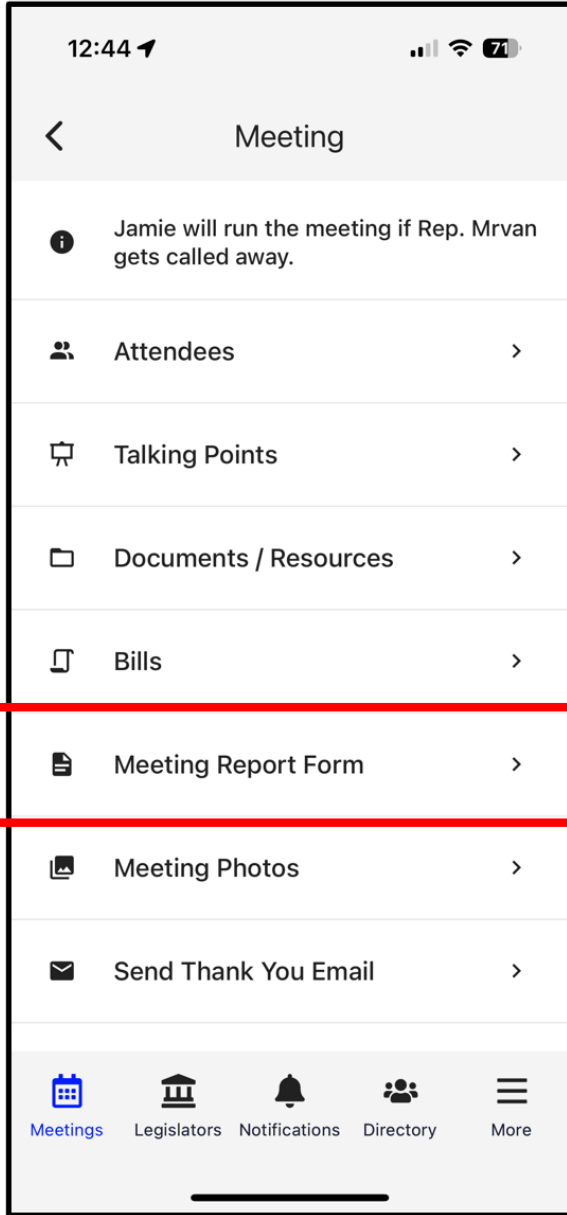 12:44
71
Meeting
Jamie will run the meeting if Rep. Mrvan
gets called away.
Attendees
Talking Points
Documents / Resources
Bills
Meeting Report Form
Meeting Photos
Send Thank You Email
Meetings Legislators Notifications Directory More